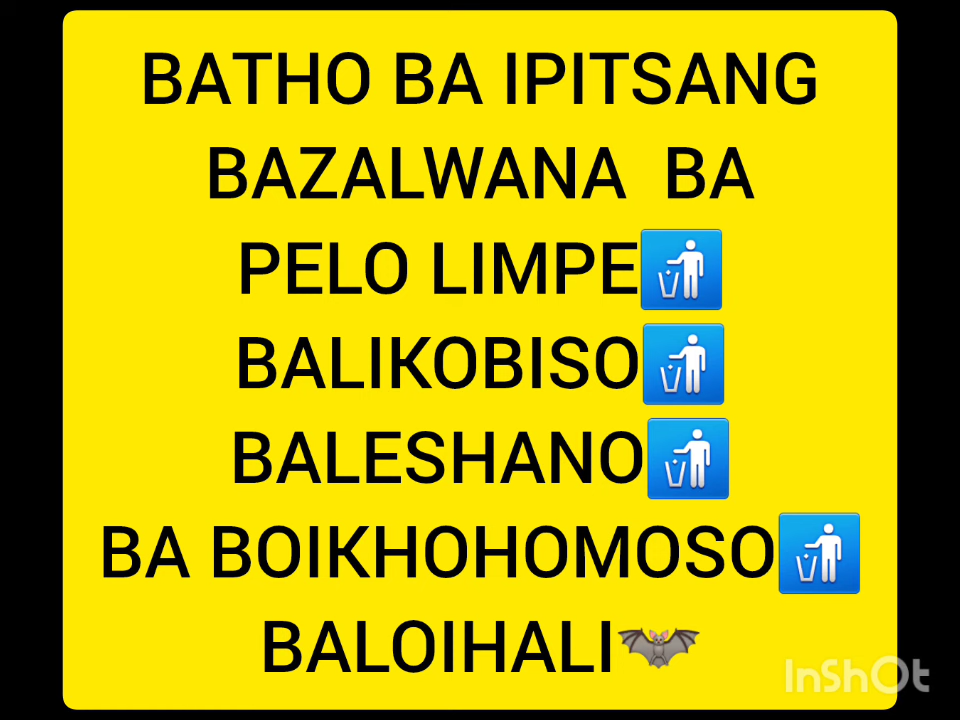 BATHO BA IPITSANG
BAZALWANA BA
PELO LIMPE🚮
BALIKOBISO🚮
BALESHANO🚮
BA BOIKHOHOMOSO🚮
BALOIHALI🦇
InShOt